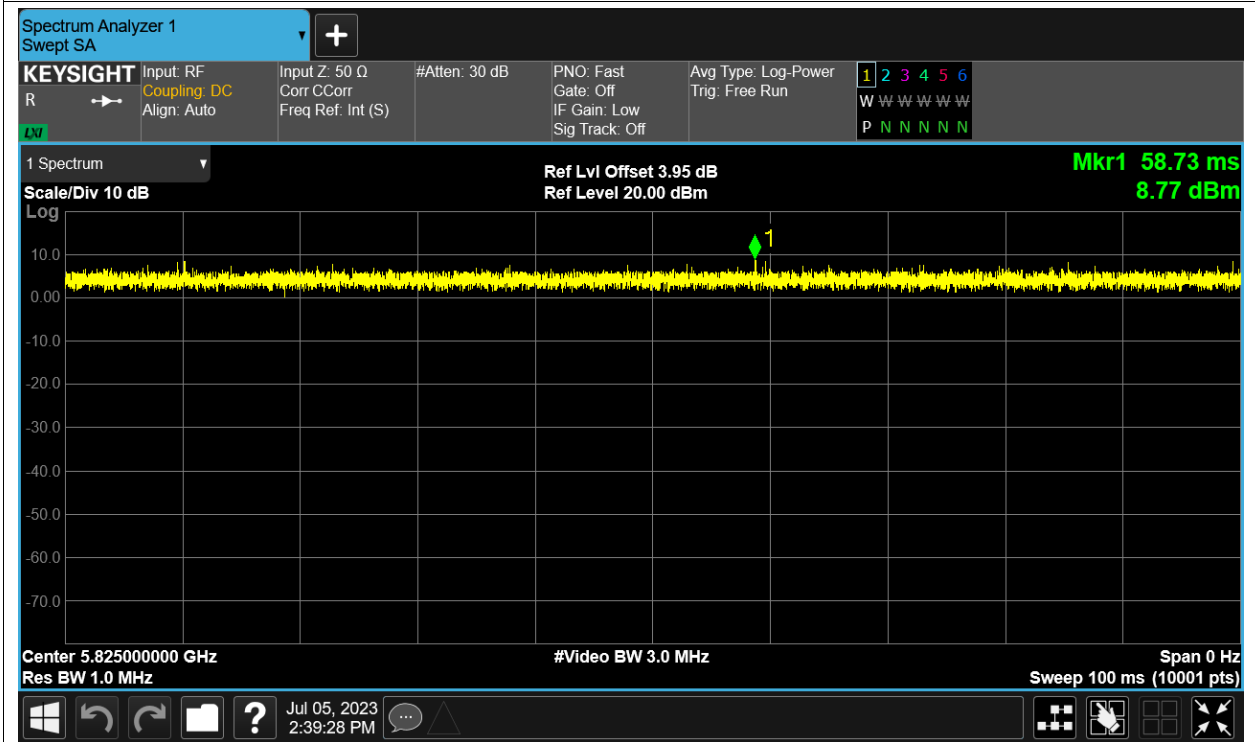 Spectrum Analyzer 1
Swept SA
KEYSIGHT
R
LXI
Input: RF
Coupling: DC
Align: Auto
Input Z: 50 Ω
Corr CCorr
Freq Ref: Int (S)
#Atten: 30 dB
PNO: Fast
Gate: Off
IF Gain: Low
Sig Track: Off
Avg Type: Log-Power
Trig: Free Run
1 2 3 4 5 6
W W W W W W
P N N N N N
1 Spectrum
Scale/Div 10 dB
Log
Ref Lvl Offset 3.95 dB
Ref Level 20.00 dBm
Mkr1 58.73 ms
8.77 dBm
1
10.0
0.00
-10.0
-20.0
-30.0
-40.0
-50.0
-60.0
-70.0
Center 5.825000000 GHz
Res BW 1.0 MHz
#Video BW 3.0 MHz
Span 0 Hz
Sweep 100 ms (10001 pts)
?
Jul 05, 2023
2:39:28 PM